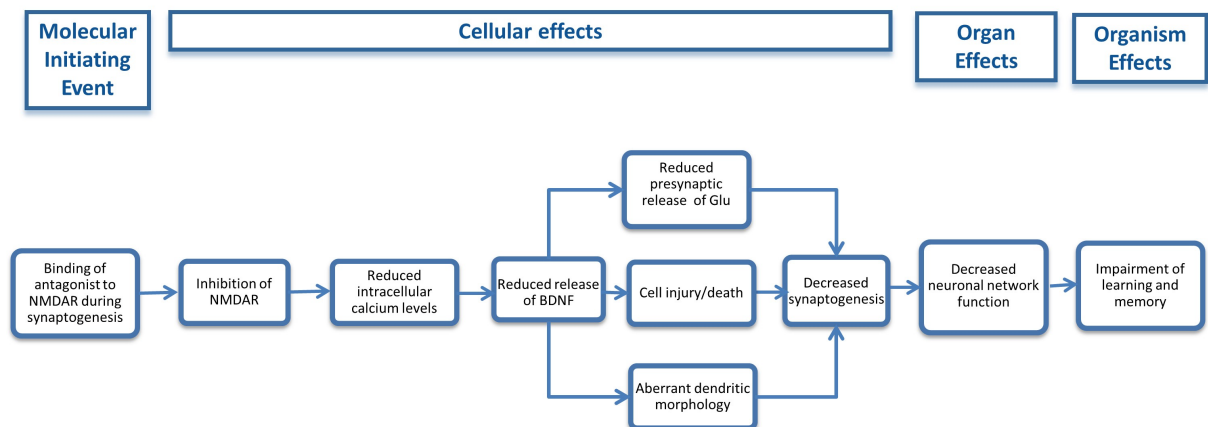 Molecular
Initiating
Event
Cellular effects
Organ
Effects
Organism
Effects
Binding of
antagonist to
NMDAR during
synaptogenesis
Inhibition of
NMDAR
Reduced
intracellular
calcium levels
Reduced release
of BDNF
Reduced
presynaptic
release of Glu
Cell injury/death
Aberrant dendritic
morphology
Decreased
synaptogenesis
Decreased
neuronal network
function
Impairment of
learning and
memory